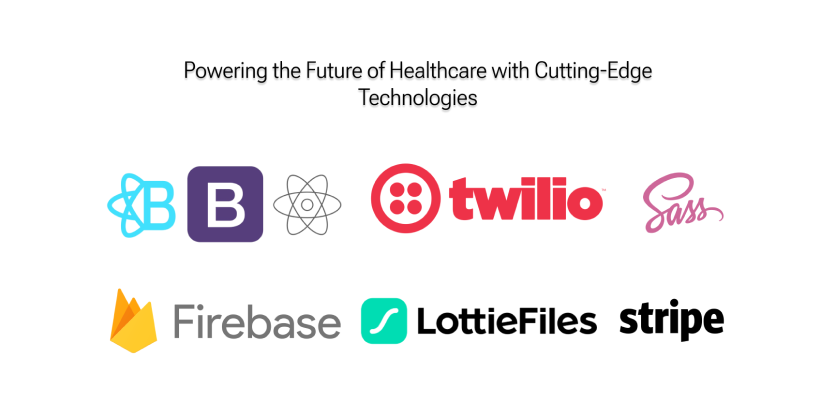 Powering the Future of Healthcare with Cutting-Edge
Technologies
B B twilio Sass
Firebase LottieFiles stripe